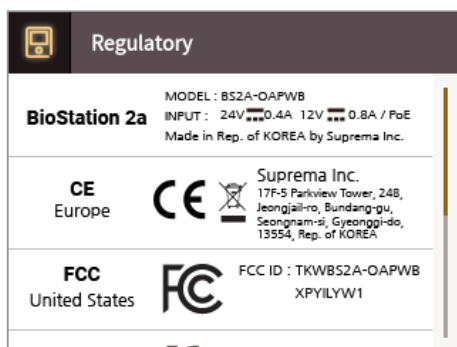 Regulatory
BioStation 2a
MODEL : BS2A-OAPWB
INPUT : 24V 0.4A 12V 0.8A / PoE
Made in Rep. of KOREA by Suprema Inc.
CE
Europe
CE
Suprema Inc.
17F-5 Parkview Tower, 248,
Jeongjail-ro, Bundang-gu,
Seongnam-si, Gyeonggi-do,
13554, Rep. of KOREA
FCC
United States
FC
FCC ID : TKWBS2A-OAPWB
XPYILYW1